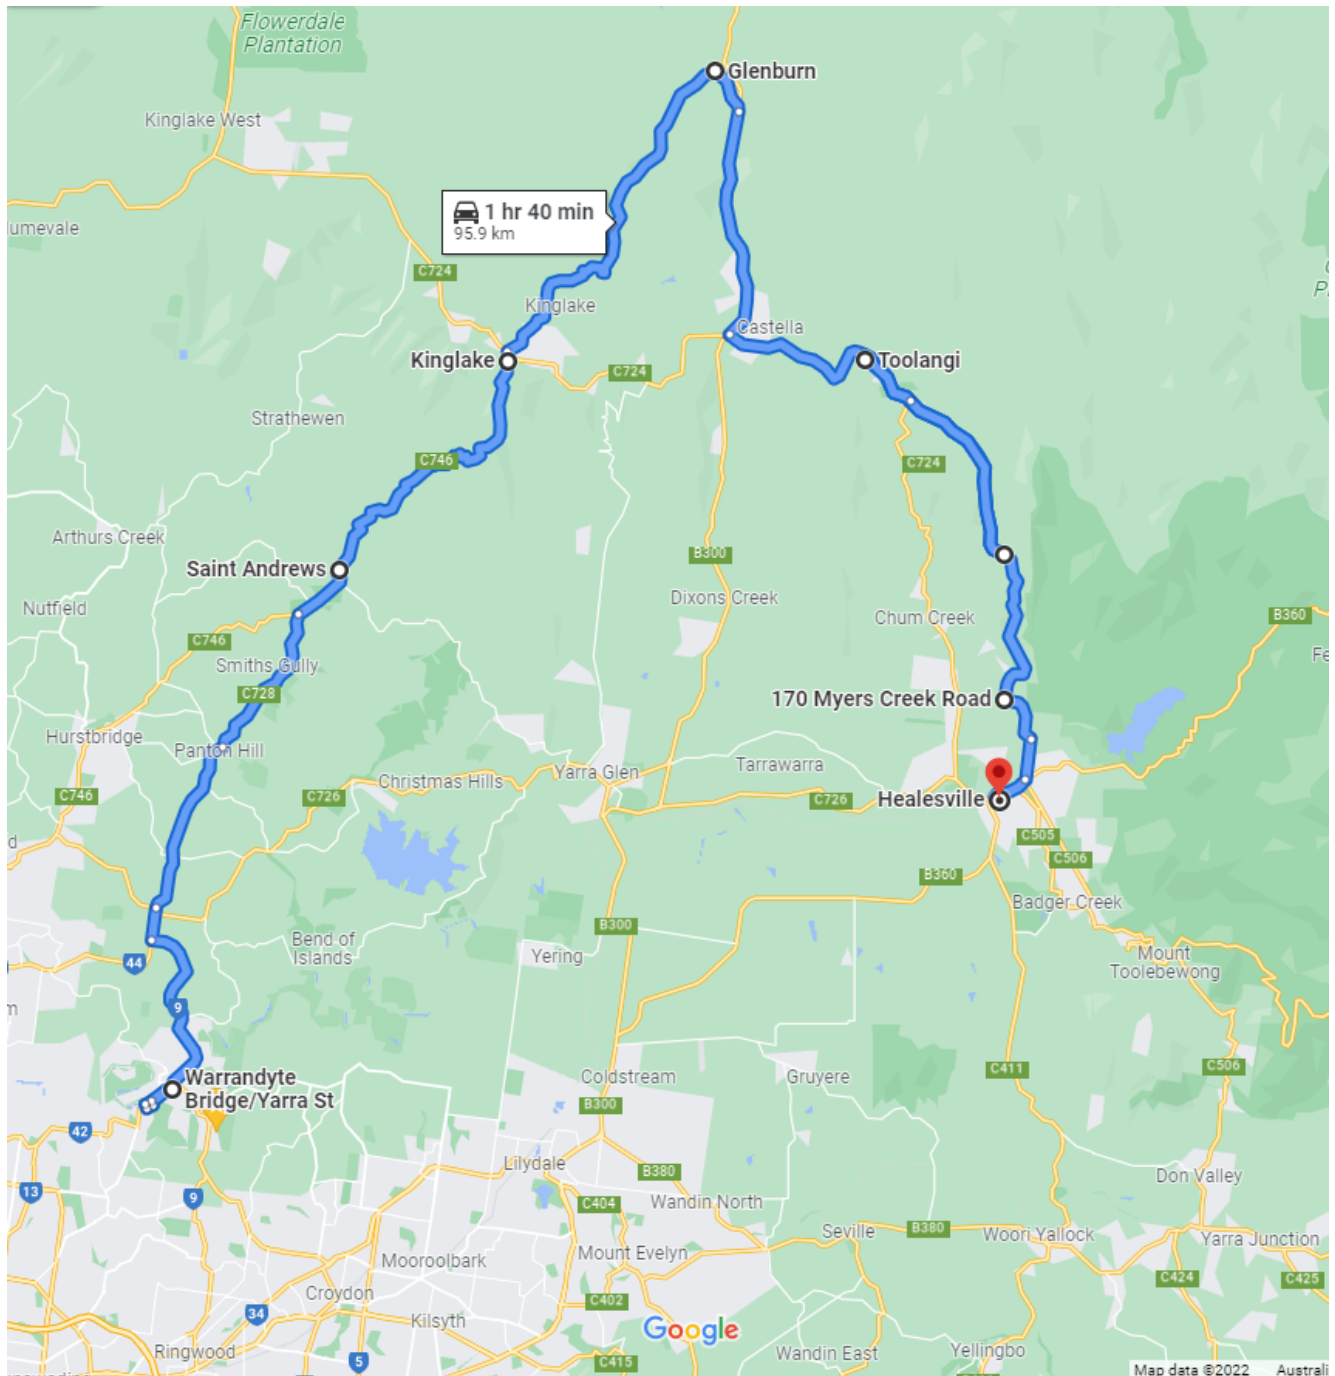 Flowerdale
Plantation
Glenburn
Kinglake West
1 hr 40 min
95.9 km
umevale
C724
Kinglake
Castella
Kinglake
Toolangi
C724
Strathewen
C746
C724
Arthurs Creek
B300
Saint Andrews
Dixons Creek
Nutfield
Chum Creek
B360
C746
Fe
Smiths Gully
C728
170 Myers Creek Road
Hurstbridge
Panton Hill
Yarra Glen
Tarrawarra
Christmas Hills
C746
C726
C726
Healesville
C505
C506
B360
Badger Creek
B300
Bend of
Islands
Yering
Mount
Toolebewong
44
9
C506
C411
Warrandyte
Bridge/Yarra St
Coldstream
Gruyere
B300
42
Lilydale
B380
Don Valley
13
9
C404
Wandin North
Seville
B380
Woori Yallock
Yarra Junction
Mooroolbark
Mount Evelyn
C424
C425
Croydon
C402
34
Kilsyth
Google
Ringwood
5
C415
Wandin East
Yellingbo
Map data ©2022
Australi